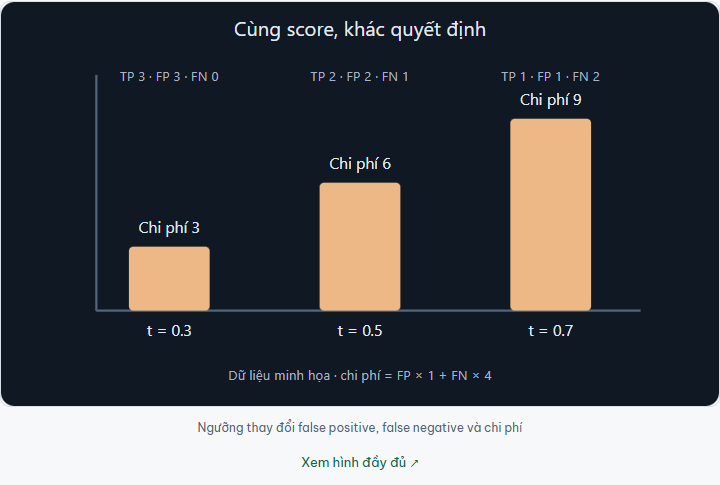 Cùng score, khác quyết định
TP 3 · FP 3 · FN 0
TP 2 · FP 2 · FN 1
TP 1 · FP 1 · FN 2
Chi phí 3
Chi phí 6
Chi phí 9
t = 0.3
t = 0.5
t = 0.7
Dữ liệu minh họa · chi phí = FP × 1 + FN × 4
Ngưỡng thay đổi false positive, false negative và chi phí
Xem hình đầy đủ ↗